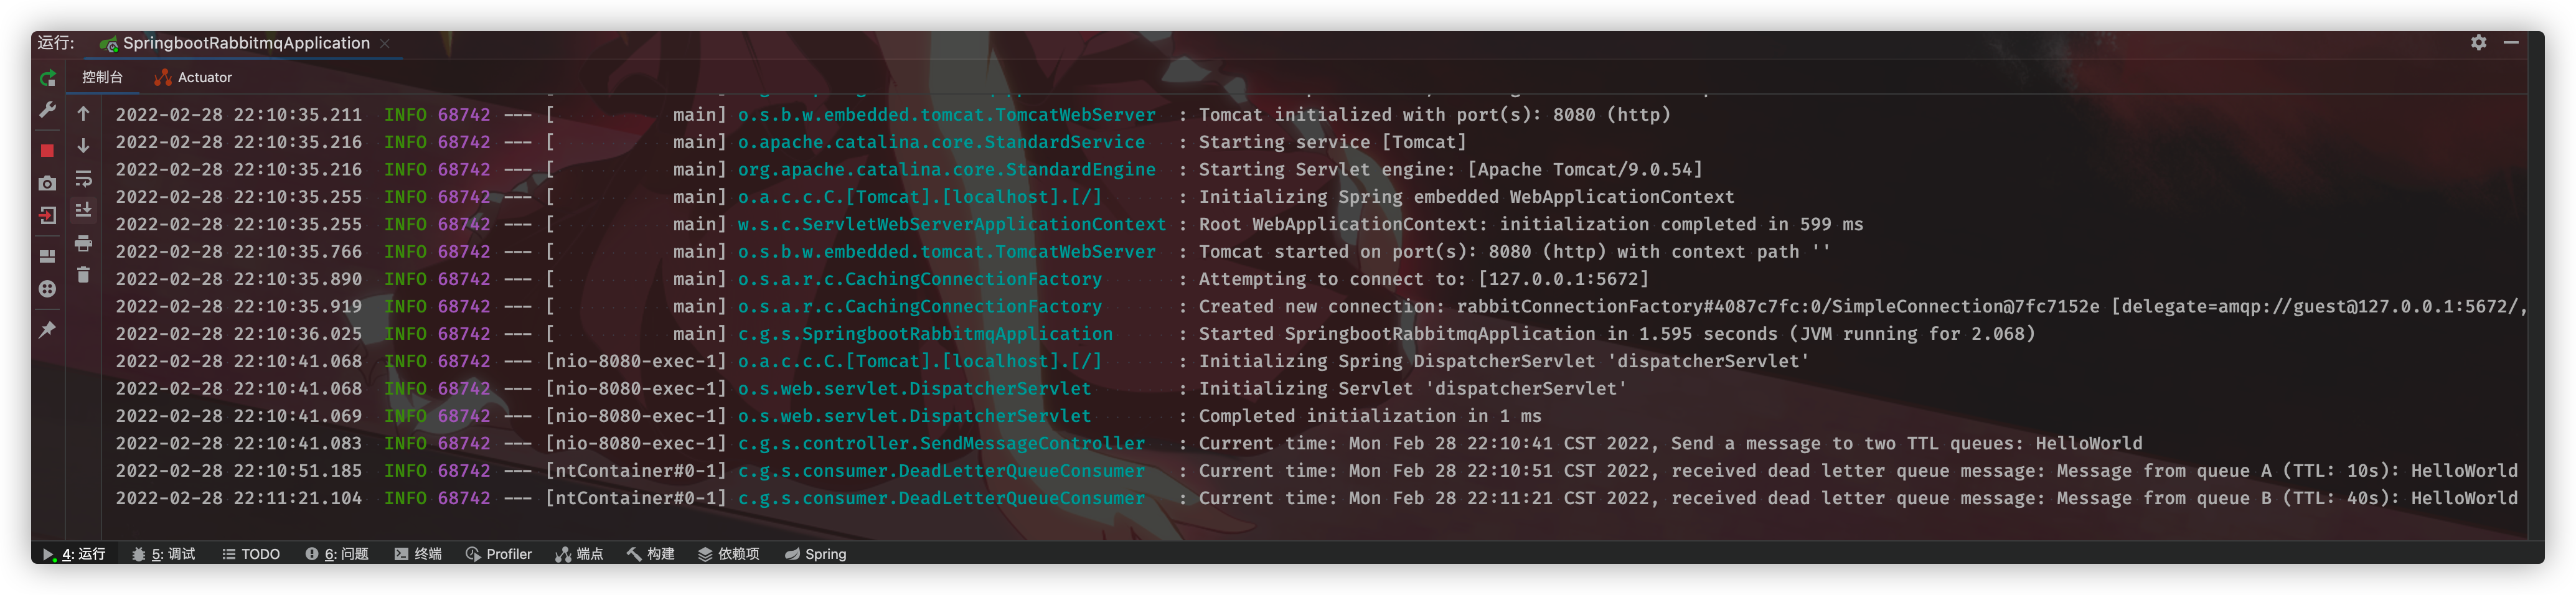 运行: SpringbootRabbitmqApplication
控制台 Actuator
2022-02-28 22:10:35.211 INFO 68742 --- [ main] o.s.b.w.embedded.tomcat.TomcatWebServer : Tomcat initialized with port(s): 8080 (http)
2022-02-28 22:10:35.216 INFO 68742 --- [ main] o.apache.catalina.core.StandardService : Starting service [Tomcat]
2022-02-28 22:10:35.216 INFO 68742 --- [ main] org.apache.catalina.core.StandardEngine : Starting Servlet engine: [Apache Tomcat/9.0.54]
2022-02-28 22:10:35.255 INFO 68742 --- [ main] o.a.c.c.C.[Tomcat].[localhost].[/] : Initializing Spring embedded WebApplicationContext
2022-02-28 22:10:35.255 INFO 68742 --- [ main] w.s.c.ServletWebServerApplicationContext : Root WebApplicationContext: initialization completed in 599 ms
2022-02-28 22:10:35.766 INFO 68742 --- [ main] o.s.b.w.embedded.tomcat.TomcatWebServer : Tomcat started on port(s): 8080 (http) with context path ''
2022-02-28 22:10:35.890 INFO 68742 --- [ main] o.s.a.r.c.CachingConnectionFactory : Attempting to connect to: [127.0.0.1:5672]
2022-02-28 22:10:35.919 INFO 68742 --- [ main] o.s.a.r.c.CachingConnectionFactory : Created new connection: rabbitConnectionFactory#4087c7fc:0/SimpleConnection@7fc7152e [delegate=amqp://guest@127.0.0.1:5672/,
2022-02-28 22:10:36.025 INFO 68742 --- [ main] c.g.s.SpringbootRabbitmqApplication : Started SpringbootRabbitmqApplication in 1.595 seconds (JVM running for 2.068)
2022-02-28 22:10:41.068 INFO 68742 --- [nio-8080-exec-1] o.a.c.c.C.[Tomcat].[localhost].[/] : Initializing Spring DispatcherServlet 'dispatcherServlet'
2022-02-28 22:10:41.068 INFO 68742 --- [nio-8080-exec-1] o.s.web.servlet.DispatcherServlet : Initializing Servlet 'dispatcherServlet'
2022-02-28 22:10:41.069 INFO 68742 --- [nio-8080-exec-1] o.s.web.servlet.DispatcherServlet : Completed initialization in 1 ms
2022-02-28 22:10:41.083 INFO 68742 --- [nio-8080-exec-1] c.g.s.controller.SendMessageController : Current time: Mon Feb 28 22:10:41 CST 2022, Send a message to two TTL queues: HelloWorld
2022-02-28 22:10:51.185 INFO 68742 --- [ntContainer#0-1] c.g.s.consumer.DeadLetterQueueConsumer : Current time: Mon Feb 28 22:10:51 CST 2022, received dead letter queue message: Message from queue A (TTL: 10s): HelloWorld
2022-02-28 22:11:21.104 INFO 68742 --- [ntContainer#0-1] c.g.s.consumer.DeadLetterQueueConsumer : Current time: Mon Feb 28 22:11:21 CST 2022, received dead letter queue message: Message from queue B (TTL: 40s): HelloWorld
4: 运行 5: 调试 TODO 6: 问题 终端 Profiler 端点 构建 依赖项 Spring